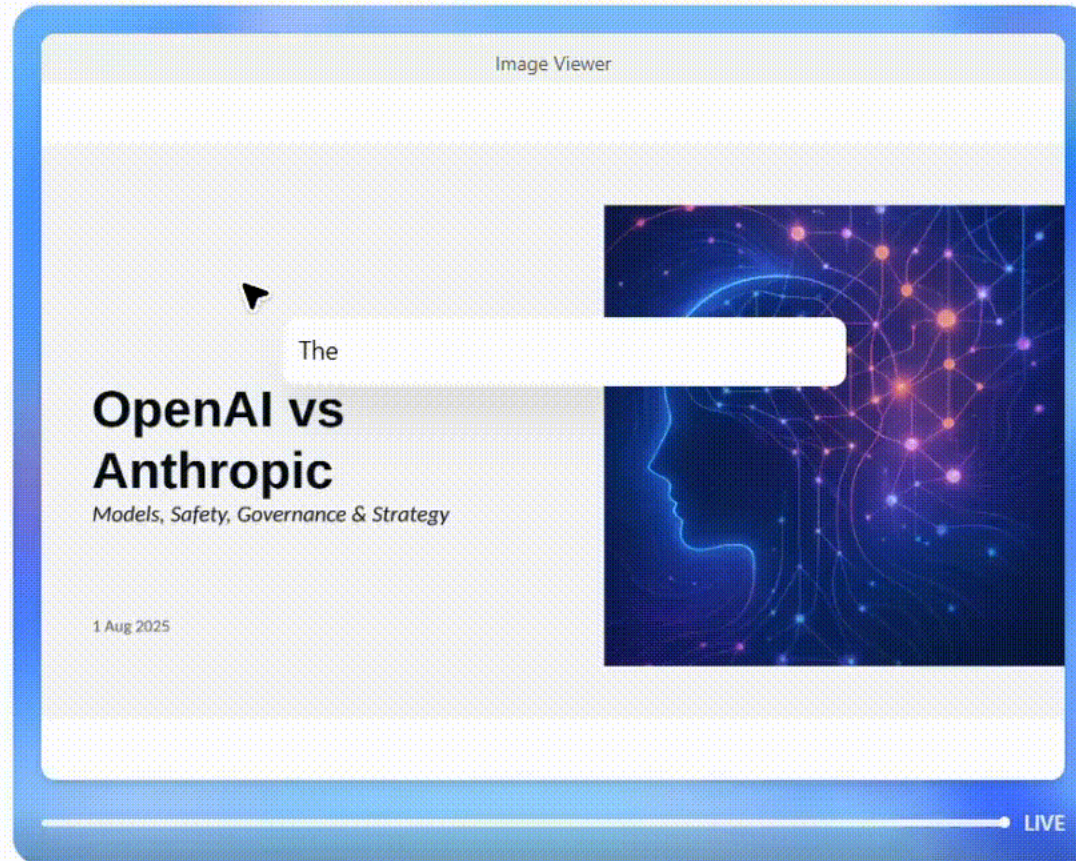 Image Viewer
The
OpenAI vs
Anthropic
Models, Safety, Governance & Strategy
1 Aug 2025
LIVE